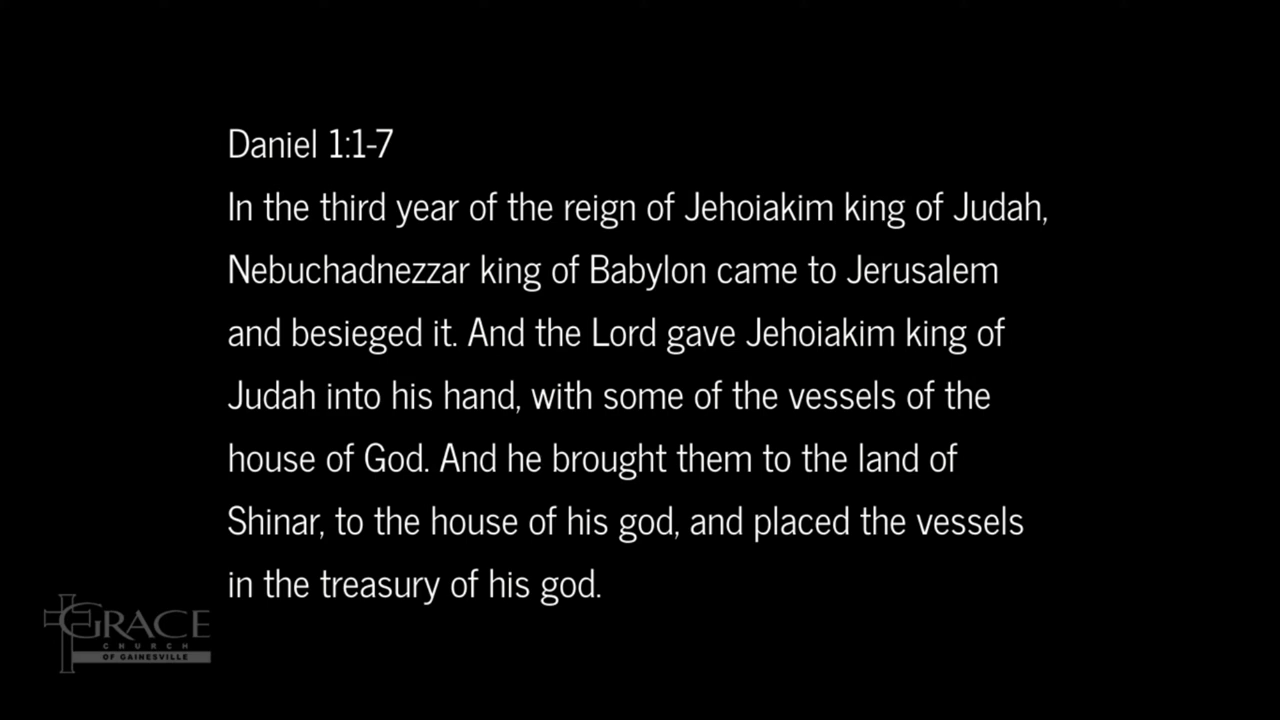 Daniel 1:1-7
In the third year of the reign of Jehoiakim king of Judah,
Nebuchadnezzar king of Babylon came to Jerusalem
and besieged it. And the Lord gave Jehoiakim king of
Judah into his hand, with some of the vessels of the
house of God. And he brought them to the land of
Shinar, to the house of his god, and placed the vessels
in the treasury of his god.
GRACE
CHURCH
OF GAINESVILLE